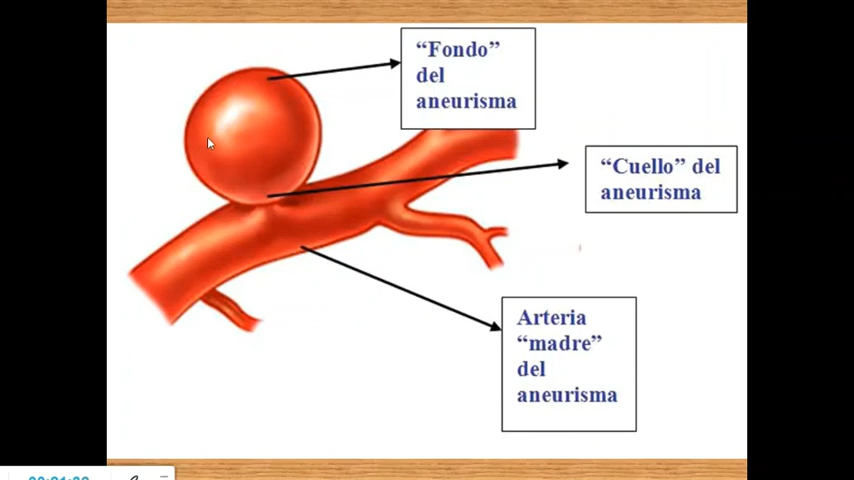 “Fondo”
del
aneurisma
“Cuello” del
aneurisma
Arteria
“madre”
del
aneurisma